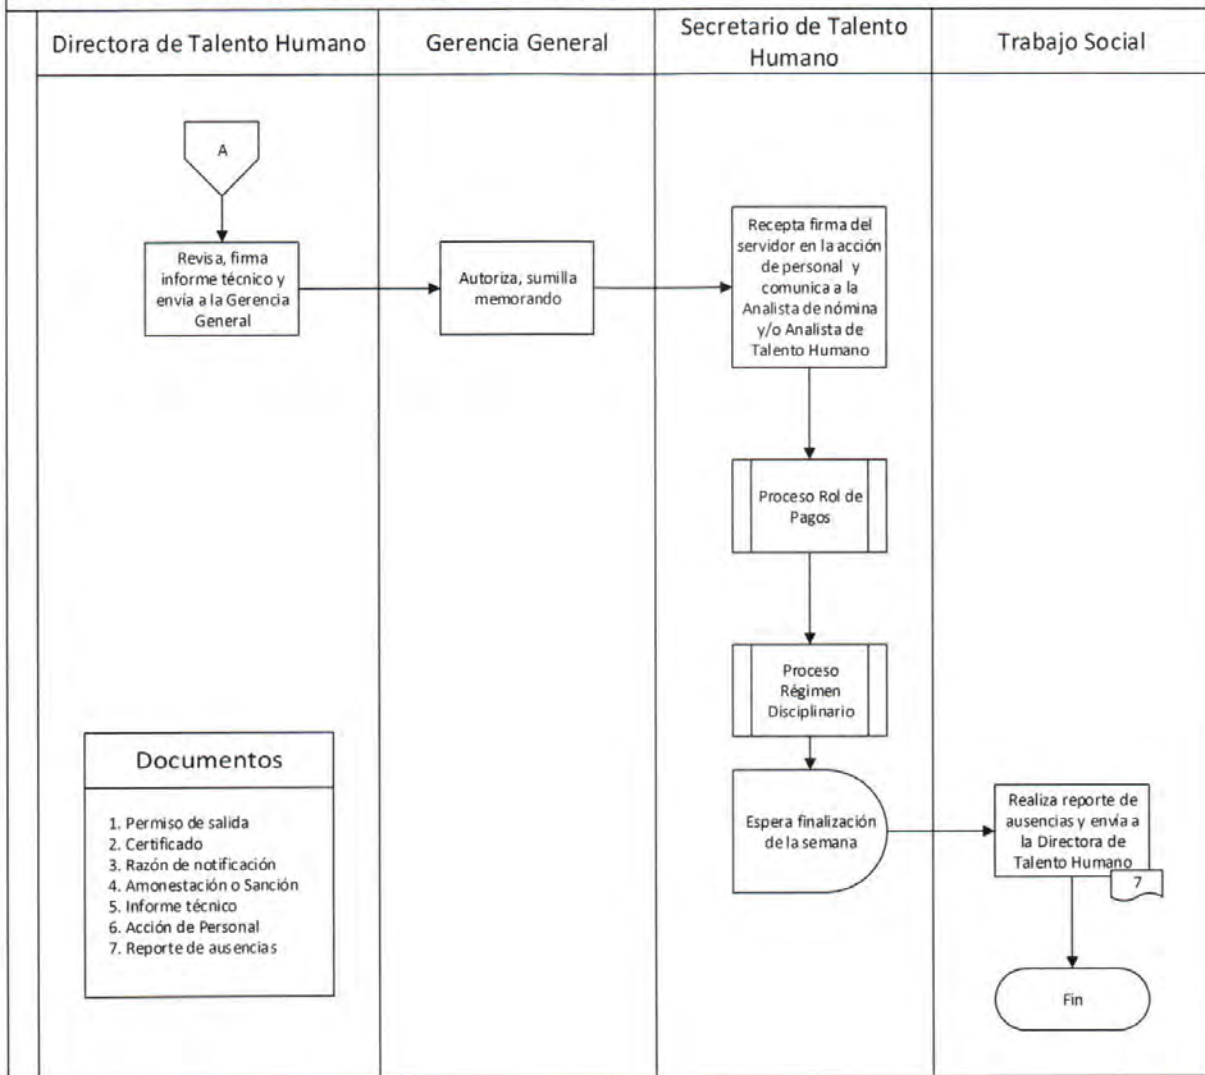 Directora de Talento Humano
Gerencia General
Secretario de Talento
Humano
Trabajo Social
A
Revisa, firma
informe técnico y
envía a la Gerencia
General
Autoriza, sumilla
memorando
Recepta firma del
servidor en la acción
de personal y
comunica a la
Analista de nómina
y/o Analista de
Talento Humano
Proceso Rol de
Pagos
Proceso
Régimen
Disciplinario
Espera finalización
de la semana
Realiza reporte de
ausencias y envía a
la Directora de
Talento Humano
7
Fin
Documentos
1. Permiso de salida
2. Certificado
3. Razón de notificación
4. Amonestación o Sanción
5. Informe técnico
6. Acción de Personal
7. Reporte de ausencias